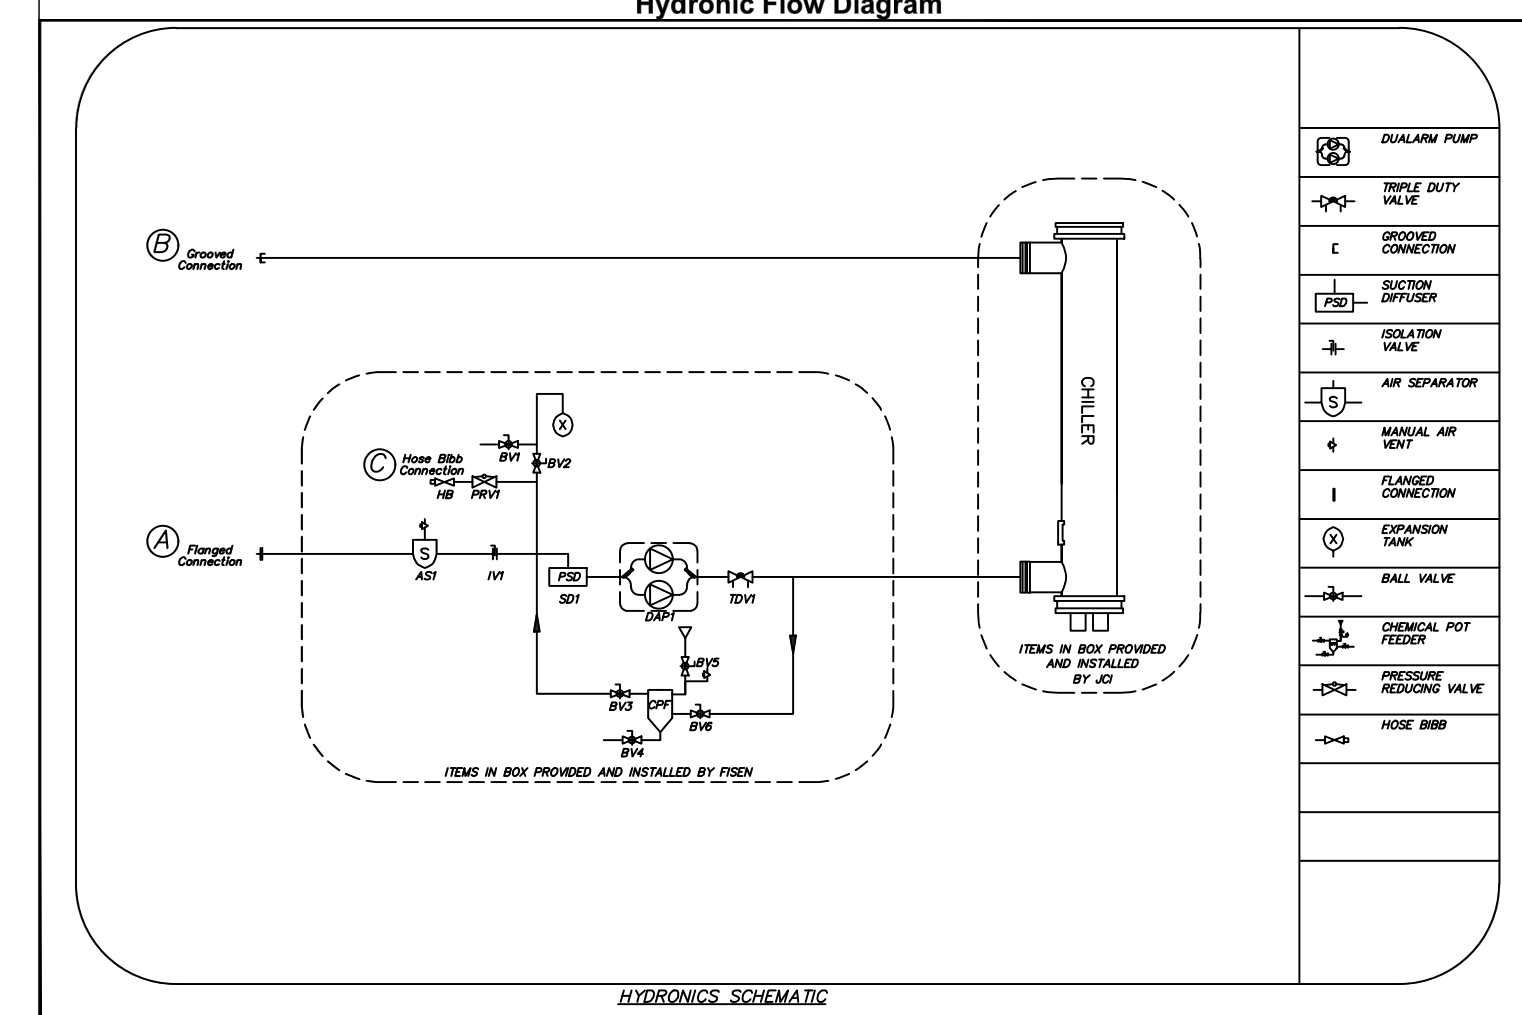 Hydronic Flow Diagram
B
Grooved
Connection
C
Hose Bibb
Connection
HB
PRV1
BV1
BV2
X
A
Flanged
Connection
S
AS1
IV1
PSD
SD1
DAP1
TDV1
BV5
BV3
CPF
BV6
BV4
ITEMS IN BOX PROVIDED AND INSTALLED BY FISEN
CHILLER
ITEMS IN BOX PROVIDED
AND INSTALLED
BY JCI
DUALARM PUMP
TRIPLE DUTY
VALVE
GROOVED
CONNECTION
PSD
SUCTION
DIFFUSER
ISOLATION
VALVE
S
AIR SEPARATOR
MANUAL AIR
VENT
FLANGED
CONNECTION
X
EXPANSION
TANK
BALL VALVE
CHEMICAL POT
FEEDER
PRESSURE
REDUCING VALVE
HOSE BIBB
HYDRONICS SCHEMATIC